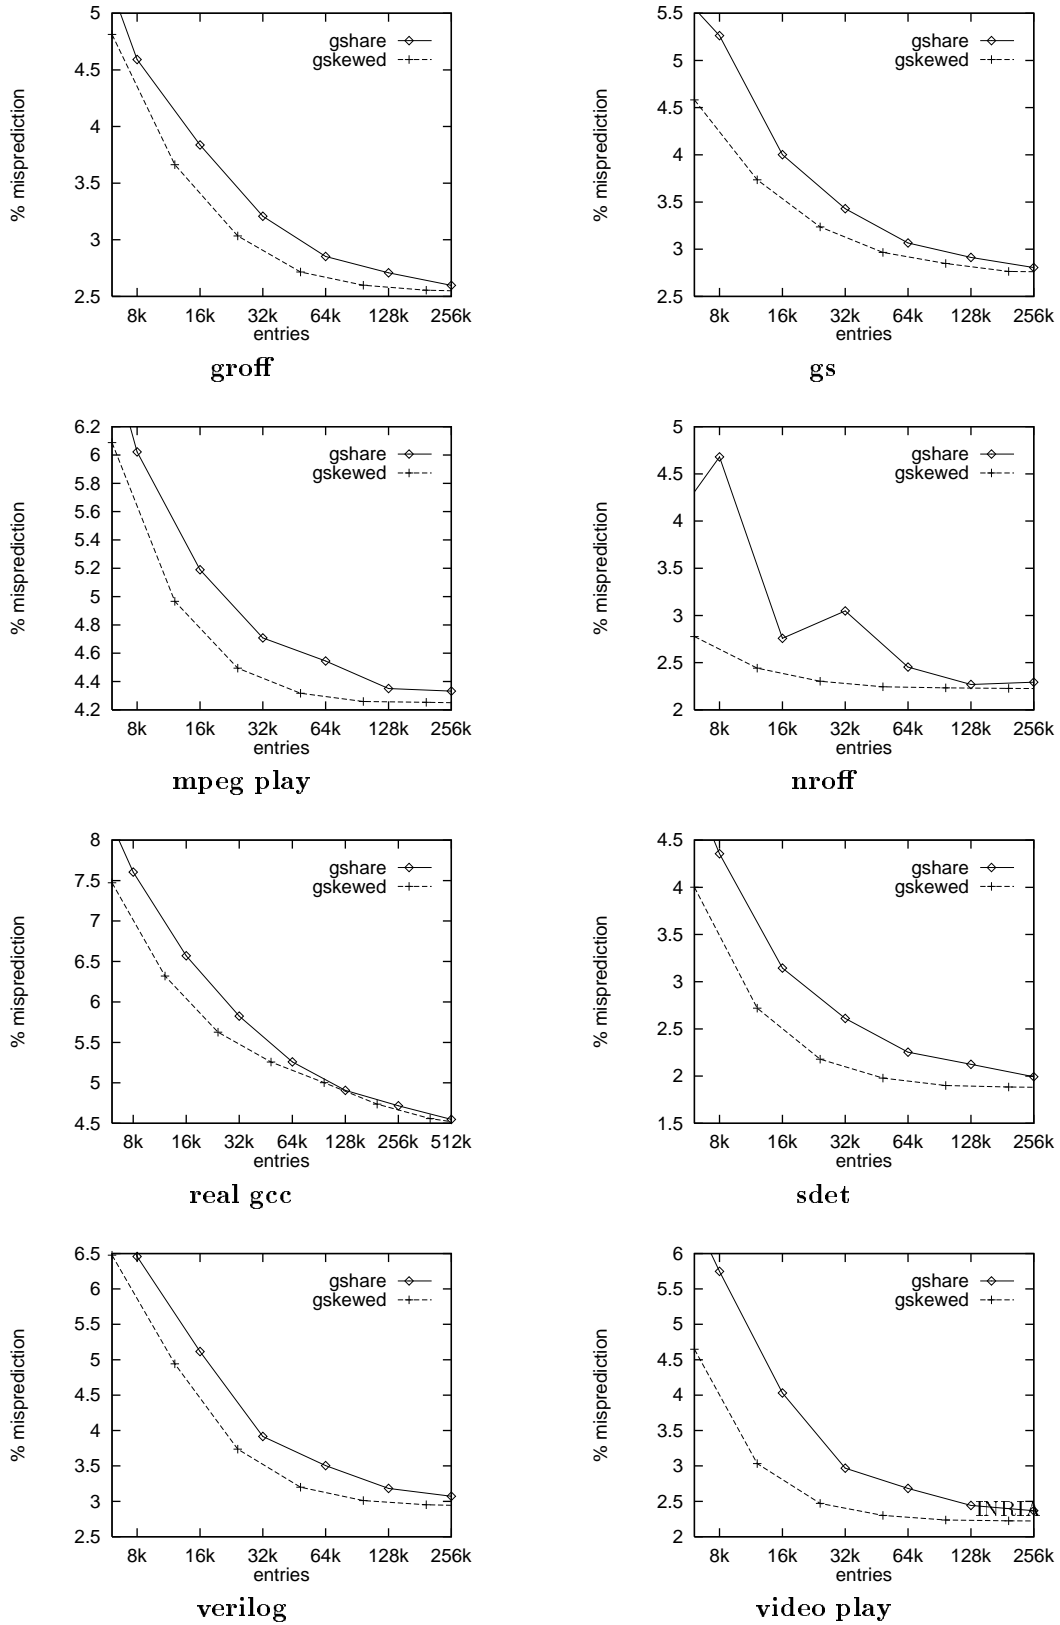 5
4.5
4
3.5
3
2.5
% misprediction
gshare
gskewed
8k 16k 32k 64k 128k 256k
entries
groff
5.5
5
4.5
4
3.5
3
2.5
% misprediction
gshare
gskewed
8k 16k 32k 64k 128k 256k
entries
gs
6.2
6
5.8
5.6
5.4
5.2
5
4.8
4.6
4.4
4.2
% misprediction
gshare
gskewed
8k 16k 32k 64k 128k 256k
entries
mpeg play
5
4.5
4
3.5
3
2.5
2
% misprediction
gshare
gskewed
8k 16k 32k 64k 128k 256k
entries
nroff
8
7.5
7
6.5
6
5.5
5
4.5
% misprediction
gshare
gskewed
8k 16k 32k 64k 128k 256k 512k
entries
real gcc
4.5
4
3.5
3
2.5
2
1.5
% misprediction
gshare
gskewed
8k 16k 32k 64k 128k 256k
entries
sdet
6.5
6
5.5
5
4.5
4
3.5
3
2.5
% misprediction
gshare
gskewed
8k 16k 32k 64k 128k 256k
entries
verilog
6
5.5
5
4.5
4
3.5
3
2.5
2
% misprediction
gshare
gskewed
INRIA
8k 16k 32k 64k 128k 256k
entries
video play